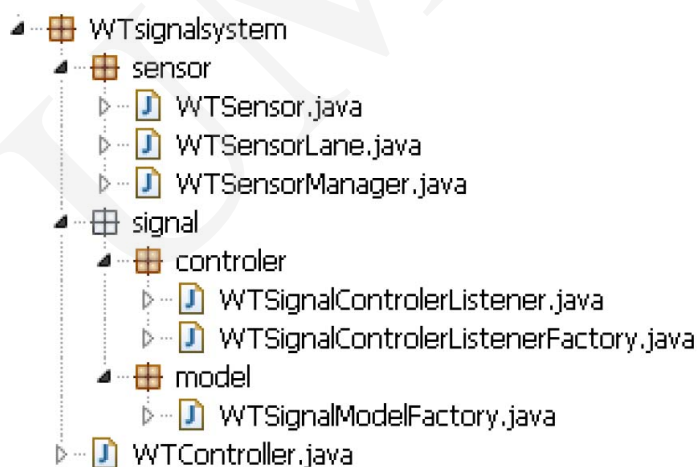 WTsignalsystem
sensor
WTSensor.java
WTSensorLane.java
WTSensorManager.java
signal
controler
WTSignalControlerListener.java
WTSignalControlerListenerFactory.java
model
WTSignalModelFactory.java
WTController.java